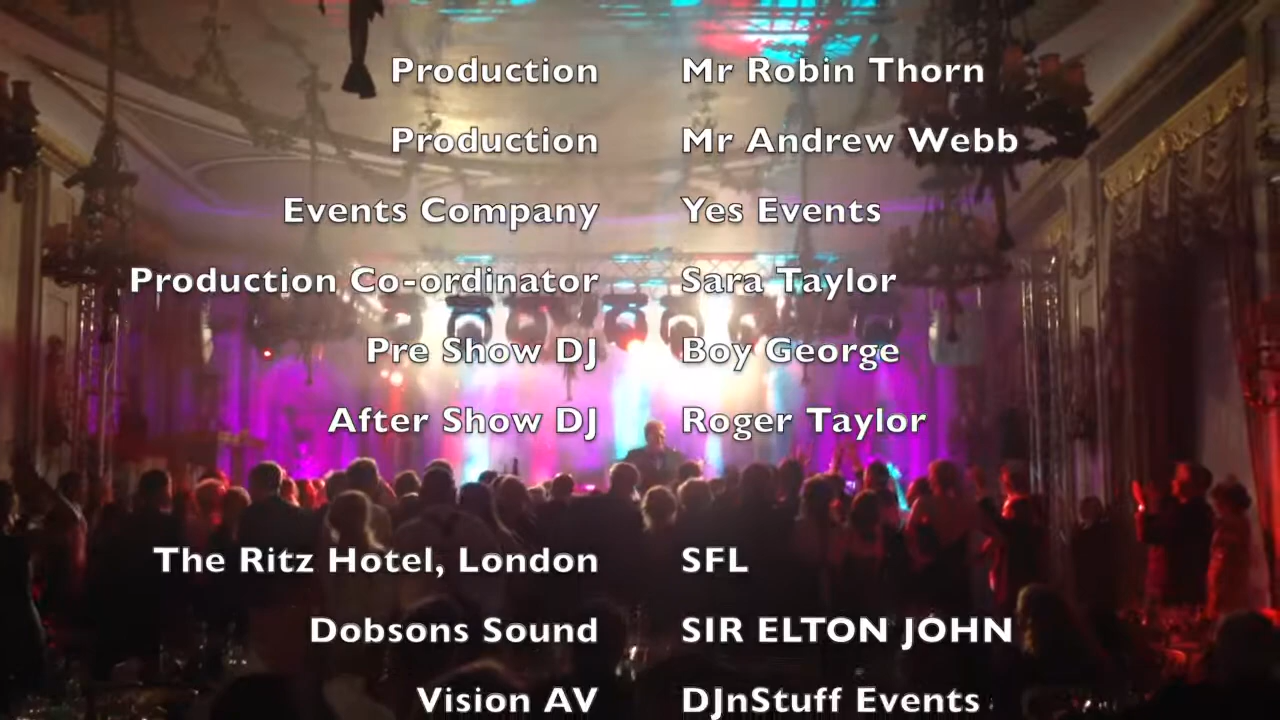 Production Mr Robin Thorn
Production Mr Andrew Webb
Events Company Yes Events
Production Co-ordinator Sara Taylor
Pre Show DJ Boy George
After Show DJ Roger Taylor
The Ritz Hotel, London SFL
Dobsons Sound SIR ELTON JOHN
Vision AV DJnStuff Events